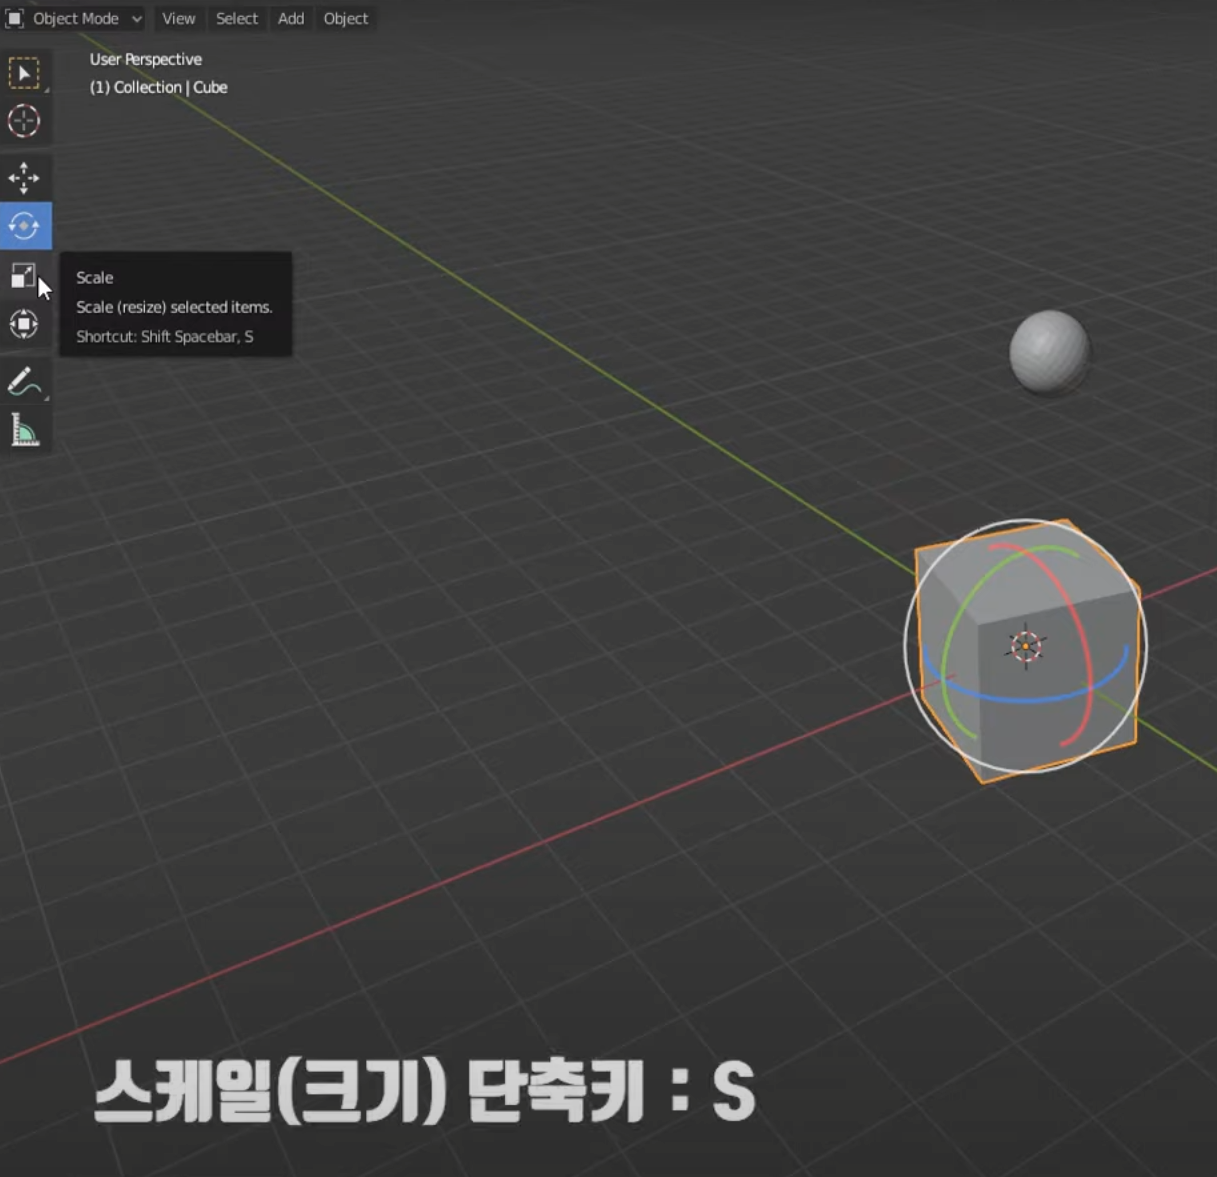 Object Mode View Select Add Object
User Perspective
(1) Collection | Cube
Scale
Scale (resize) selected items.
Shortcut: Shift Spacebar, S
스케일(크기) 단축키 : S